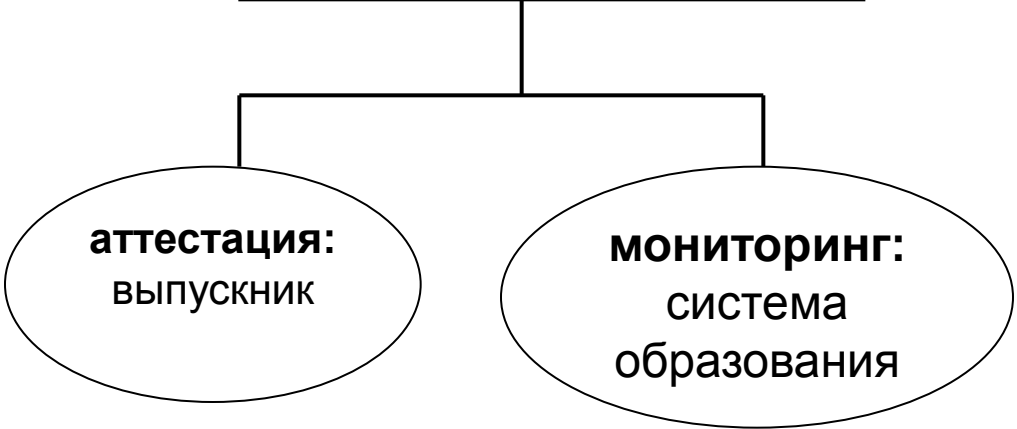 аттестация:
выпускник
мониторинг:
система
образования